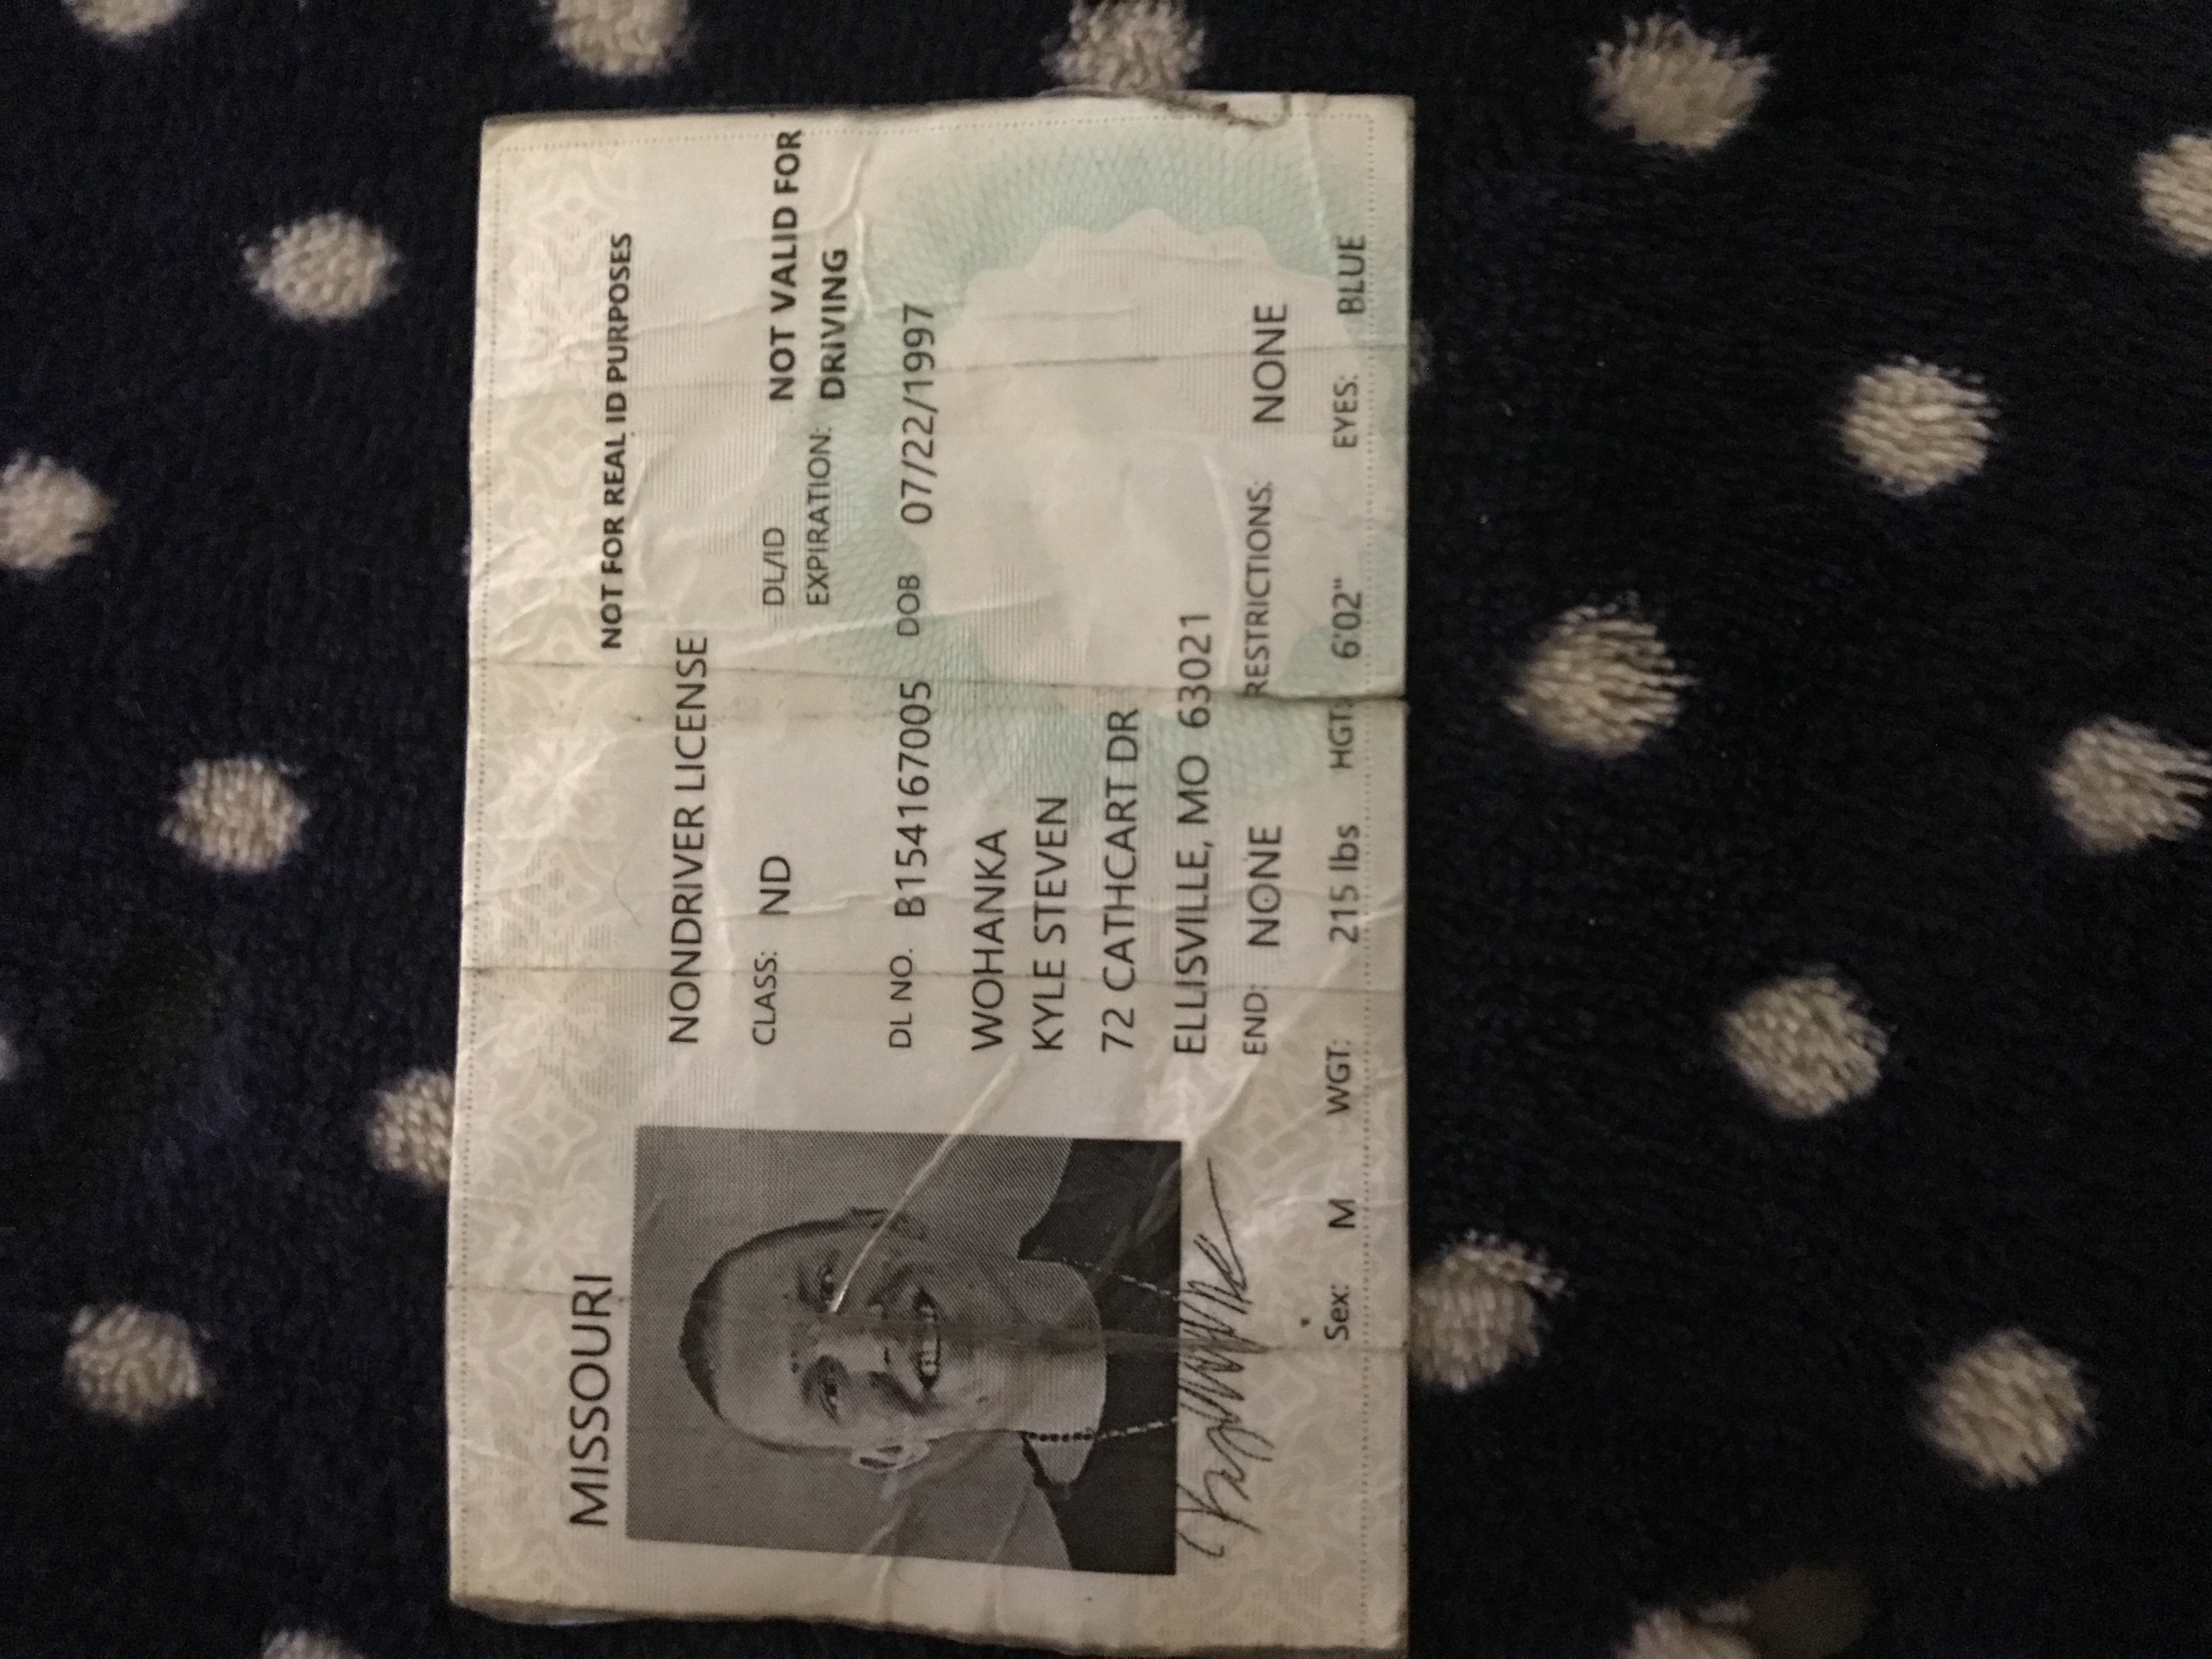 MISSOURI
NOT FOR REAL ID PURPOSES
NONDRIVER LICENSE
CLASS: ND
DL/ID
EXPIRATION:
NOT VALID FOR
DRIVING
DL NO. B154167005 DOB 07/22/1997
WOHANKA
KYLE STEVEN
72 CATHCART DR
ELLISVILLE, MO 63021
END: NONE RESTRICTIONS: NONE
Sex: M WGT: 215 lbs HGT: 6'02" EYES: BLUE